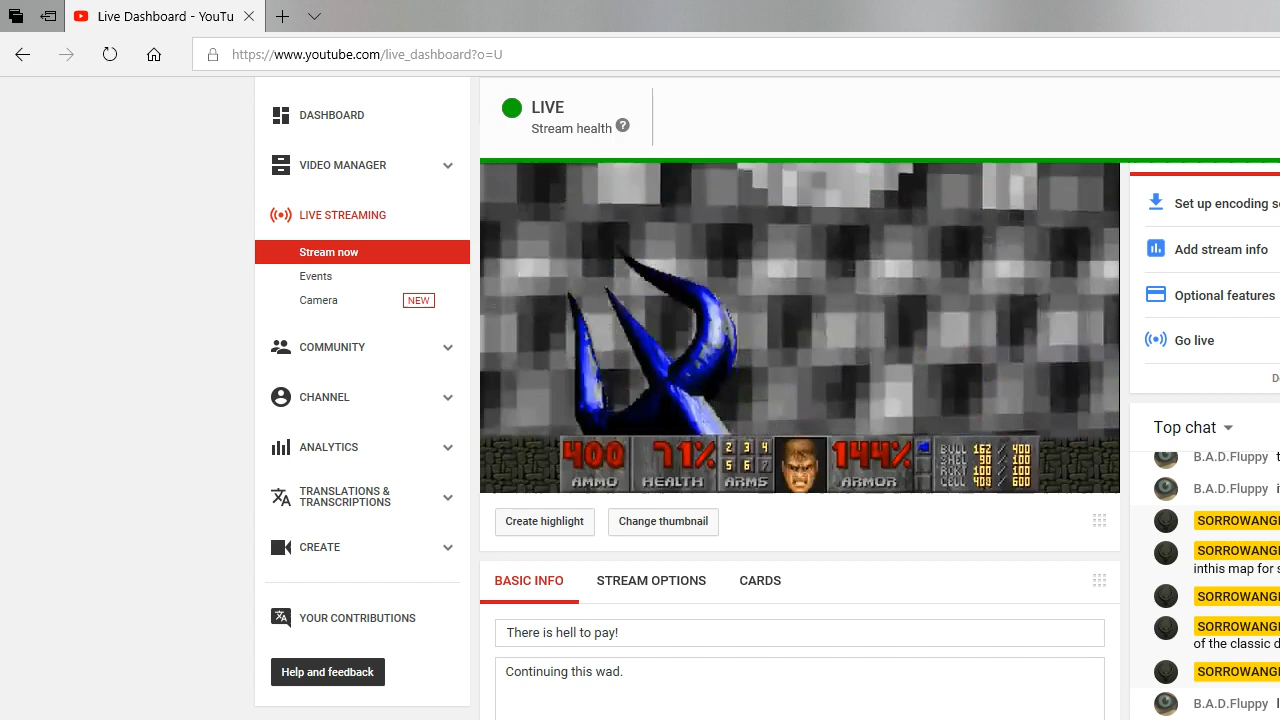 Live Dashboard - YouTu
https://www.youtube.com/live_dashboard?o=U
DASHBOARD
VIDEO MANAGER
LIVE STREAMING
Stream now
Events
Camera NEW
COMMUNITY
CHANNEL
ANALYTICS
TRANSLATIONS &
TRANSCRIPTIONS
CREATE
YOUR CONTRIBUTIONS
Help and feedback
LIVE
Stream health ?
400 71% 2 3 4 144% BULL 162 / 400
5 6 7 SHEL 90 / 100
RCKT 100 / 100
AMMO HEALTH ARMS ARMOR CELL 408 / 600
Create highlight Change thumbnail
BASIC INFO STREAM OPTIONS CARDS
There is hell to pay!
Continuing this wad.
Set up encoding s
Add stream info
Optional features
Go live
D
Top chat
B.A.D.Fluppy t
B.A.D.Fluppy i
SORROWANG
SORROWANG
inthis map for s
SORROWANG
SORROWANG
of the classic d
SORROWANG
B.A.D.Fluppy